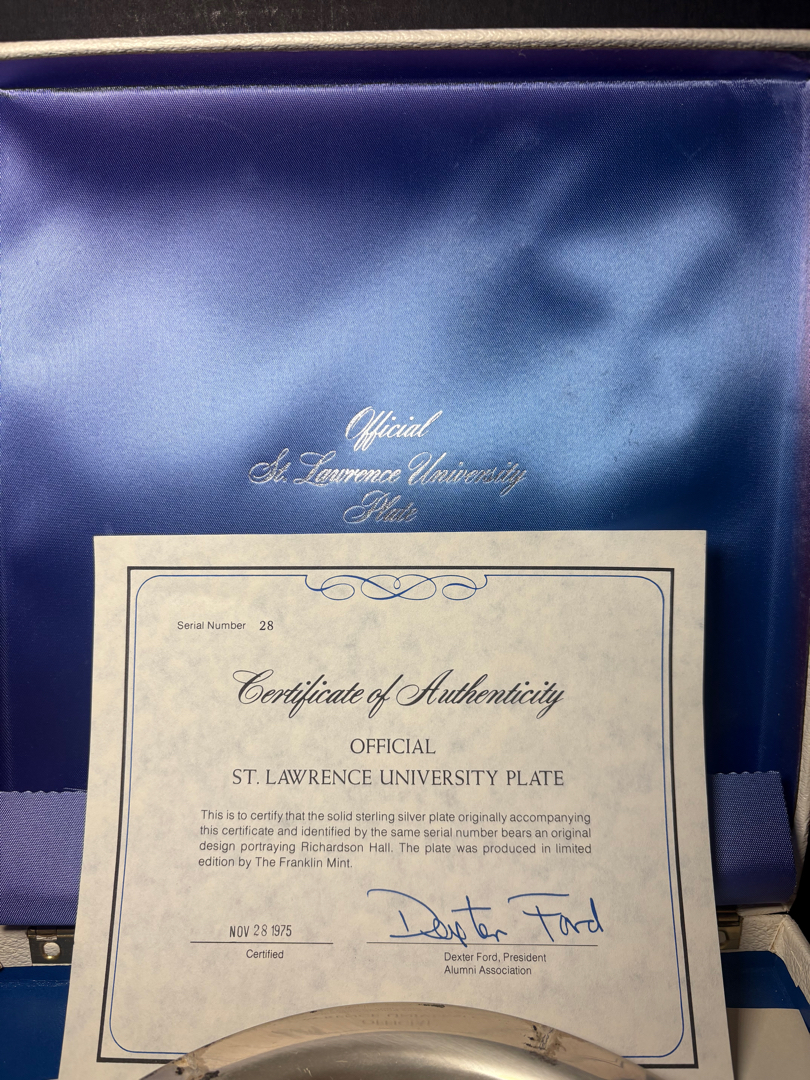 Official
St. Lawrence University
Plate
Serial Number 28
Certificate of Authenticity
OFFICIAL
ST. LAWRENCE UNIVERSITY PLATE
This is to certify that the solid sterling silver plate originally accompanying
this certificate and identified by the same serial number bears an original
design portraying Richardson Hall. The plate was produced in limited
edition by The Franklin Mint.
Dexter Ford
NOV 28 1975
Certified
Dexter Ford, President
Alumni Association